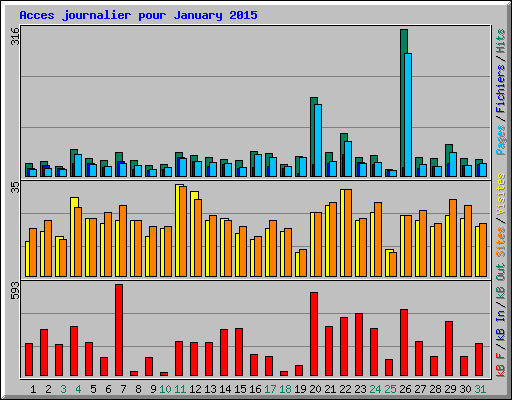 Acces journalier pour January 2015
316
35
593
Pages / Fichiers / Hits
Sites / Visites
kB F / kB In / kB Out
1 2 3 4 5 6 7 8 9 10 11 12 13 14 15 16 17 18 19 20 21 22 23 24 25 26 27 28 29 30 31